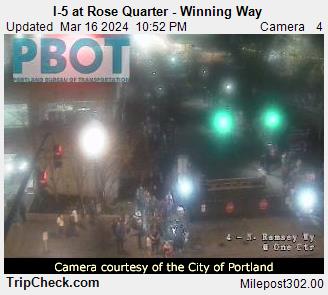 I-5 at Rose Quarter - Winning Way
Updated Mar 16 2024 10:52 PM Camera 4
PBOT
PORTLAND BUREAU OF TRANSPORTATION
4 - N. Ramsey Wy
W One Ctr
Camera courtesy of the City of Portland
TripCheck.com Milepost302.00